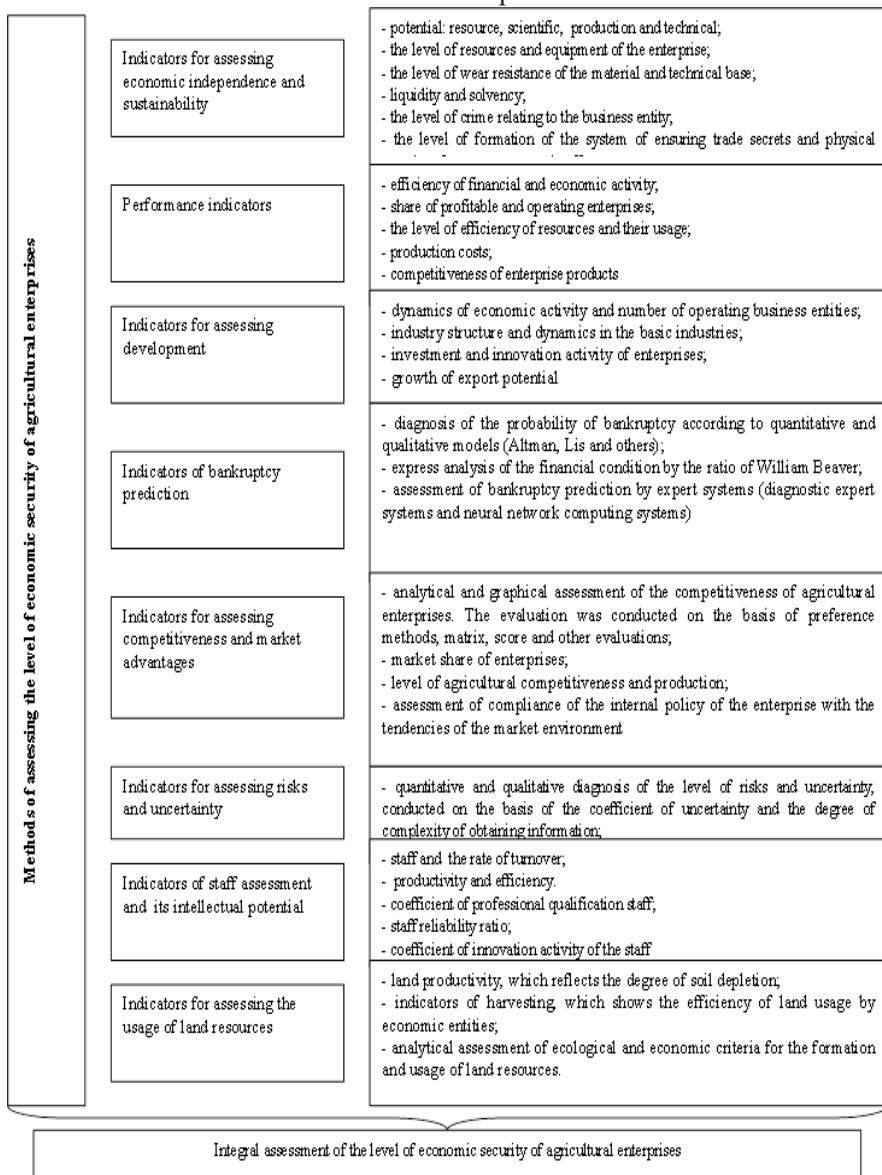 Methods of assessing the level of economic security of agricultural enterprises
Indicators for assessing
economic independence and
sustainability
- potential: resource, scientific, production and technical;
- the level of resources and equipment of the enterprise;
- the level of wear resistance of the material and technical base;
- liquidity and solvency;
- the level of crime relating to the business entity;
- the level of formation of the system of ensuring trade secrets and physical
Performance indicators
- efficiency of financial and economic activity;
- share of profitable and operating enterprises;
- the level of efficiency of resources and their usage;
- production costs;
- competitiveness of enterprise products
Indicators for assessing
development
- dynamics of economic activity and number of operating business entities;
- industry structure and dynamics in the basic industries;
- investment and innovation activity of enterprises;
- growth of export potential
Indicators of bankruptcy
prediction
- diagnosis of the probability of bankruptcy according to quantitative and
qualitative models (Altman, Lis and others);
- express analysis of the financial condition by the ratio of William Beaver;
- assessment of bankruptcy prediction by expert systems (diagnostic expert
systems and neural network computing systems)
Indicators for assessing
competitiveness and market
advantages
- analytical and graphical assessment of the competitiveness of agricultural
enterprises. The evaluation was conducted on the basis of preference
methods, matrix, score and other evaluations;
- market share of enterprises;
- level of agricultural competitiveness and production;
- assessment of compliance of the internal policy of the enterprise with the
tendencies of the market environment
Indicators for assessing risks
and uncertainty
- quantitative and qualitative diagnosis of the level of risks and uncertainty,
conducted on the basis of the coefficient of uncertainty and the degree of
complexity of obtaining information;
Indicators of staff assessment
and its intellectual potential
- staff and the rate of turnover;
- productivity and efficiency.
- coefficient of professional qualification staff;
- staff reliability ratio;
- coefficient of innovation activity of the staff
Indicators for assessing the
usage of land resources
- land productivity, which reflects the degree of soil depletion;
- indicators of harvesting, which shows the efficiency of land usage by
economic entities;
- analytical assessment of ecological and economic criteria for the formation
and usage of land resources.
Integral assessment of the level of economic security of agricultural enterprises